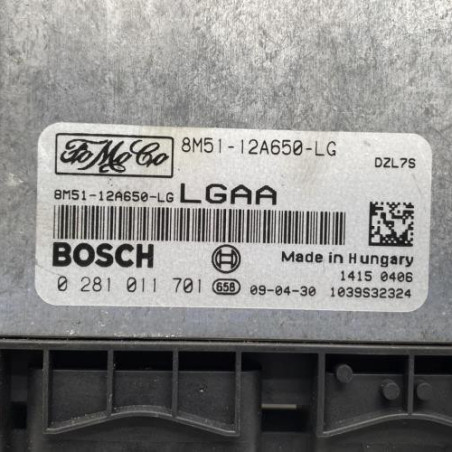 FoMoCo 8M51-12A650-LG
DZL7S
8M51-12A650-LG LGAA
BOSCH
Made in Hungary
1415 0406
0 281 011 701 658 09-04-30 1039S32324